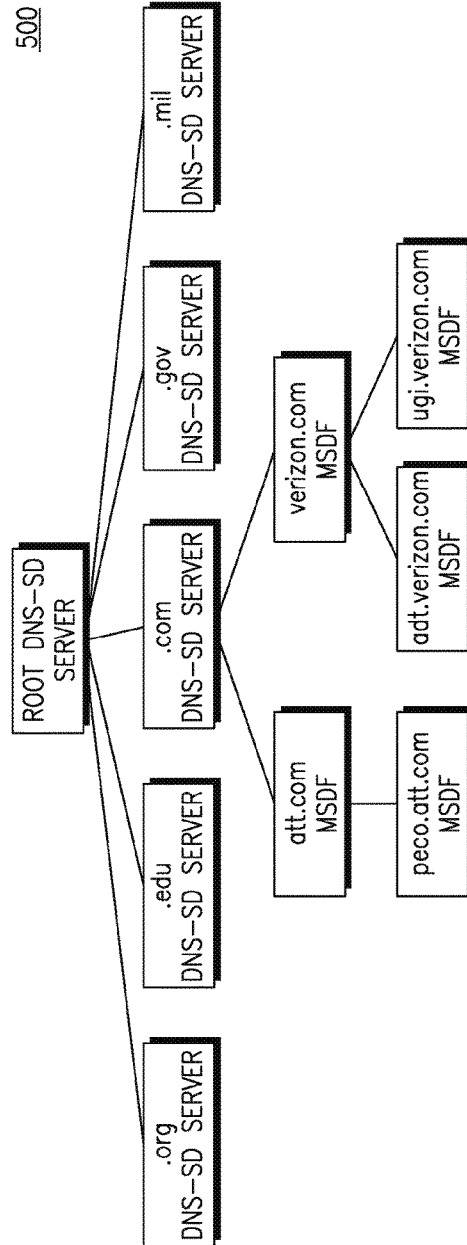 500
ROOT DNS-SD
SERVER
.org
DNS-SD SERVER
.edu
DNS-SD SERVER
.com
DNS-SD SERVER
.gov
DNS-SD SERVER
.mil
DNS-SD SERVER
att.com
MSDF
verizon.com
MSDF
peco.att.com
MSDF
adt.verizon.com
MSDF
ugi.verizon.com
MSDF